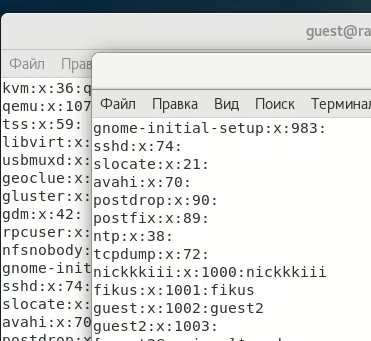 guest@ra
Файл Прав
kvm:x:36:q
qemu:x:107
tss:x:59:
libvirt:x:
usbmuxd:x:
geoclue:x:
gluster:x:
gdm:x:42:
rpcuser:x:
nfsnobody:
gnome-init
sshd:x:74:
slocate:x:
avahi:x:70
postdrop:x
Файл Правка Вид Поиск Терминал
gnome-initial-setup:x:983:
sshd:x:74:
slocate:x:21:
avahi:x:70:
postdrop:x:90:
postfix:x:89:
ntp:x:38:
tcpdump:x:72:
nickkkiii:x:1000:nickkkiii
fikus:x:1001:fikus
guest:x:1002:guest2
guest2:x:1003: